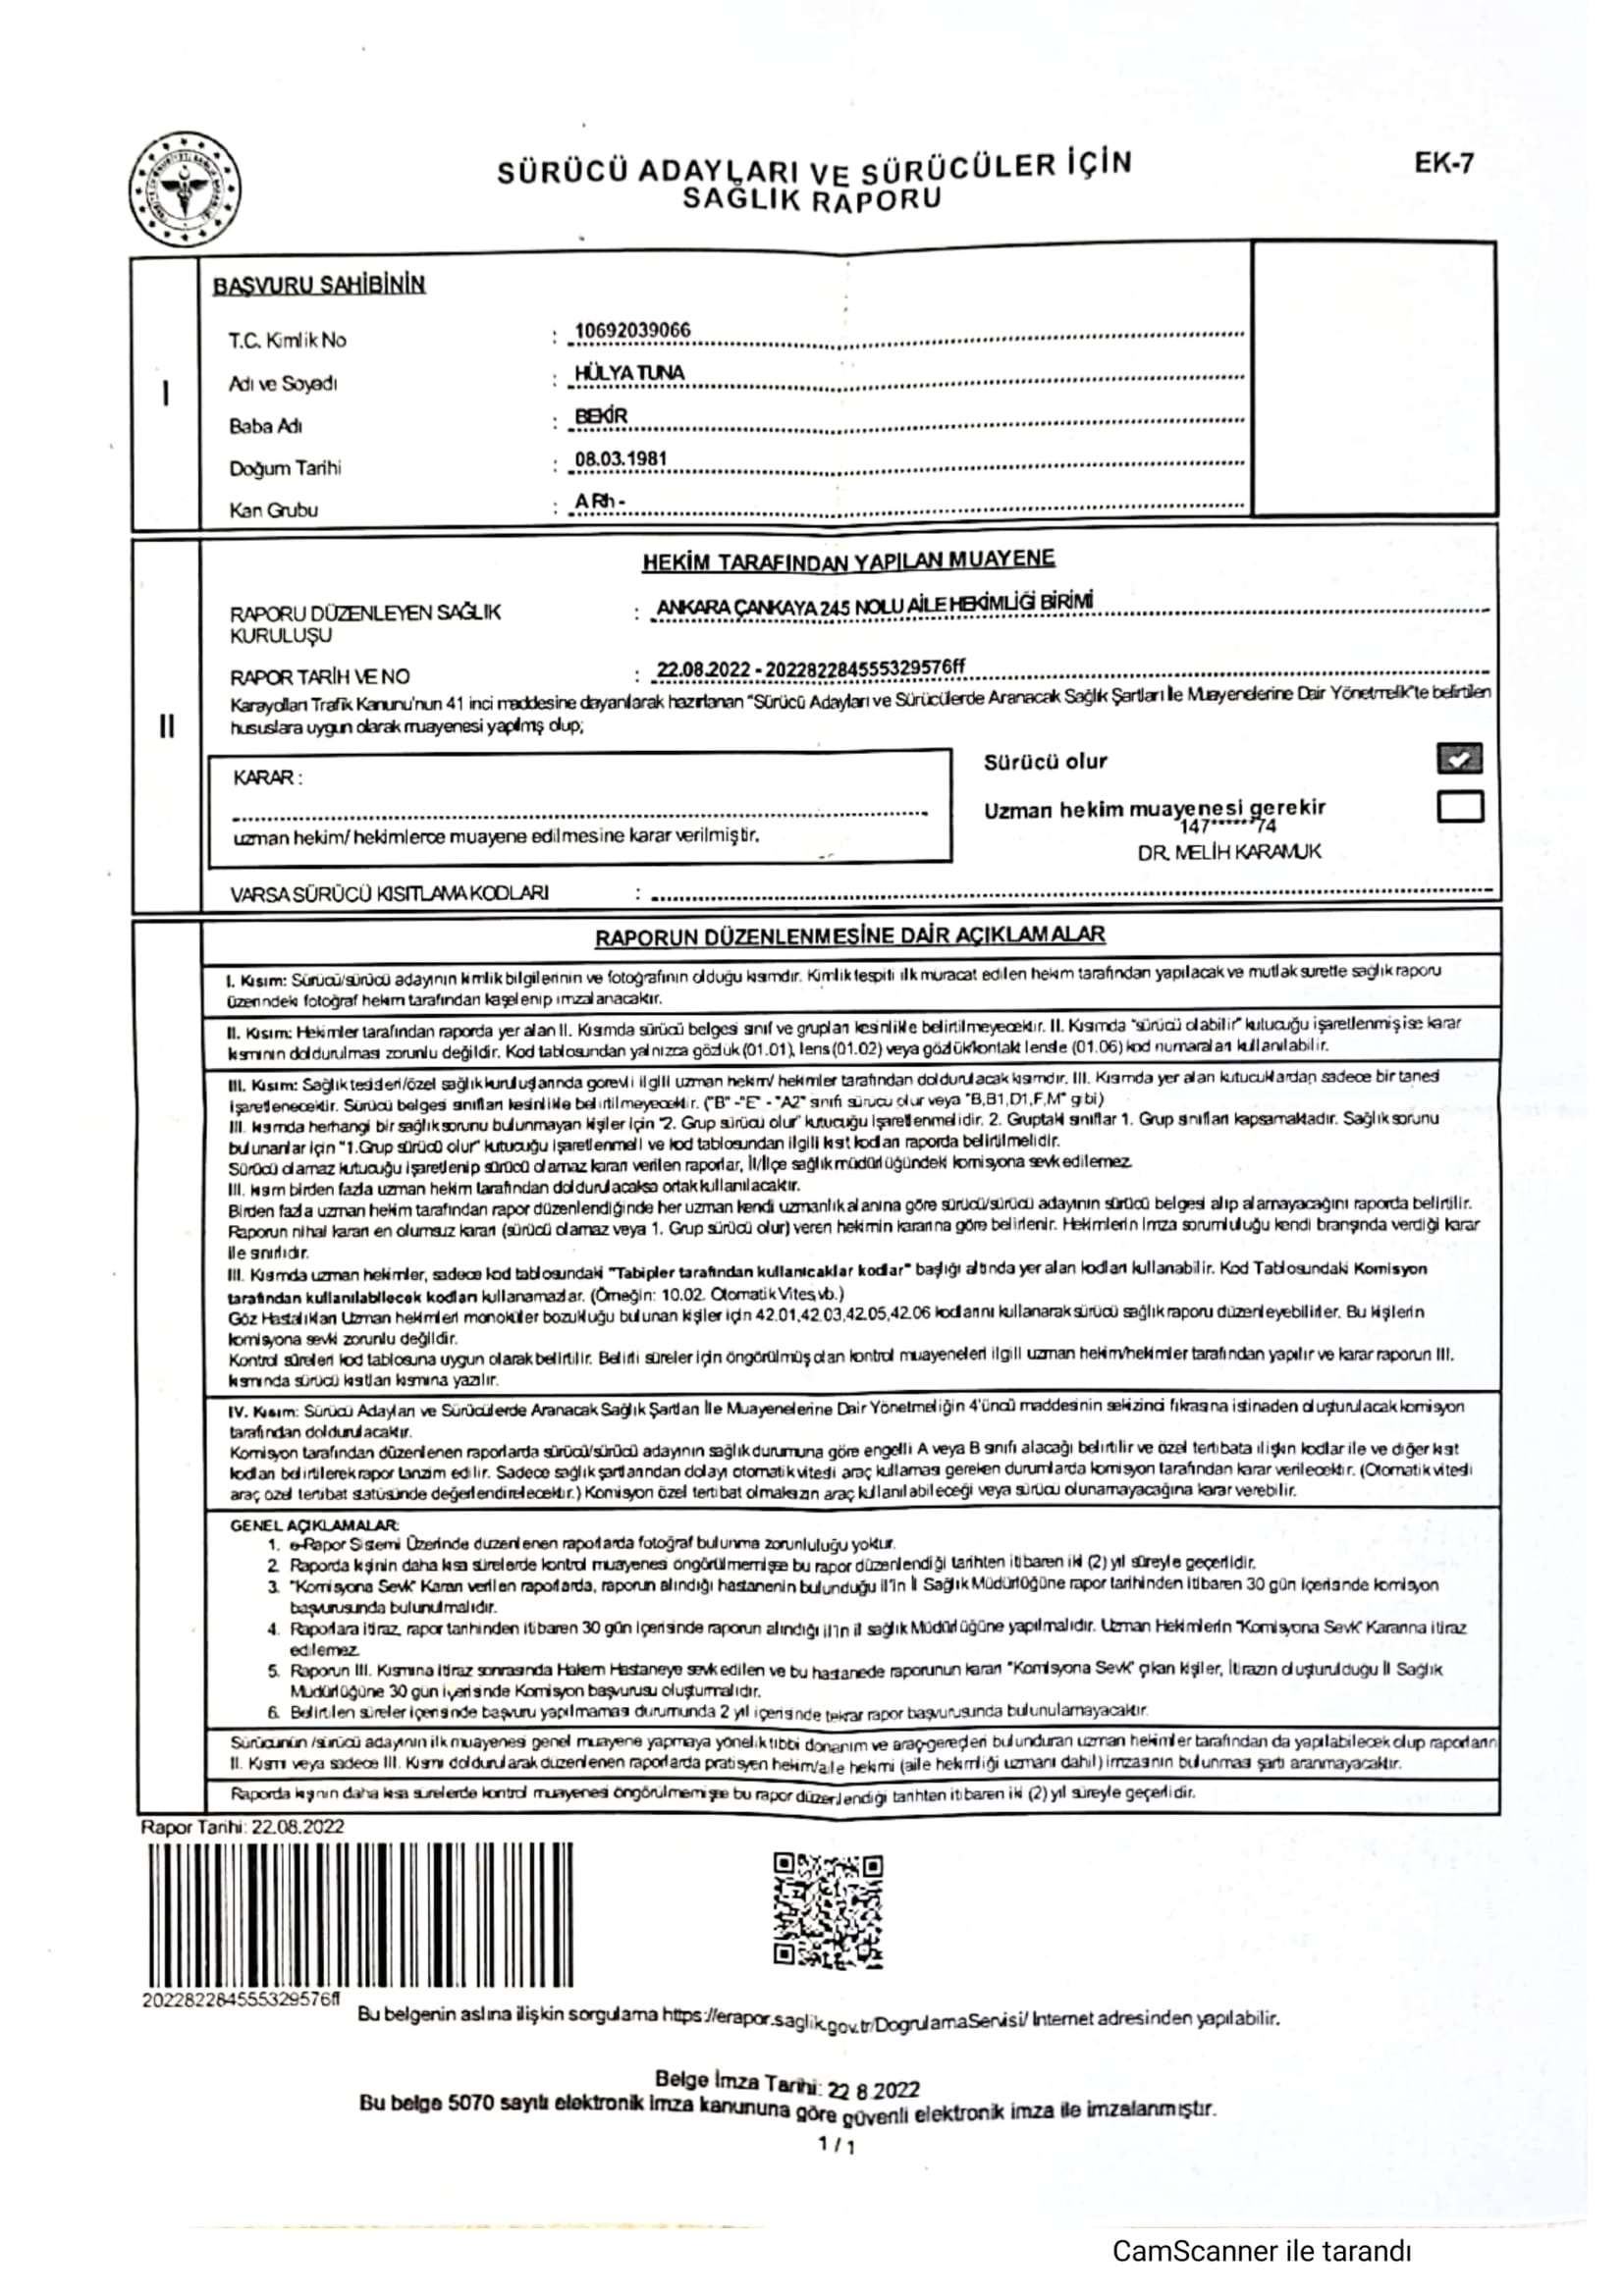 SÜRÜCÜ ADAYLARI VE SÜRÜCÜLER İÇİN
SAĞLIK RAPORU
EK-7
I
BAŞVURU SAHİBİNİN
T.C. Kimlik No : 10692039066
Adı ve Soyadı : HÜLYA TUNA
Baba Adı : BEKİR
Doğum Tarihi : 08.03.1981
Kan Grubu : A Rh -
II
HEKİM TARAFINDAN YAPILAN MUAYENE
RAPORU DÜZENLEYEN SAĞLIK : ANKARA ÇANKAYA 245 NOLU AİLE HEKİMLİĞİ BİRİMİ
KURULUŞU
RAPOR TARİH VE NO : 22.08.2022 - 2022822845553295​76ff
Karayolları Trafik Kanunu'nun 41 inci maddesine dayanılarak hazırlanan "Sürücü Adayları ve Sürücülerde Aranacak Sağlık Şartları İle Muayenelerine Dair Yönetmelik"te belirtilen
hususlara uygun olarak muayenesi yapılmış olup;
KARAR :
uzman hekim/ hekimlerce muayene edilmesine karar verilmiştir.
Sürücü olur
Uzman hekim muayenesi gerekir
147******74
DR. MELİH KARAMUK
VARSA SÜRÜCÜ KISITLAMA KODLARI :
RAPORUN DÜZENLENMESİNE DAİR AÇIKLAMALAR
I. Kısım: Sürücü/sürücü adayının kimlik bilgilerinin ve fotoğrafının olduğu kısımdır. Kimlik tespiti ilk muracat edilen hekim tarafından yapılacak ve mutlak surette sağlık raporu
üzerindeki fotoğraf hekim tarafından kaşelenip imzalanacaktır.
II. Kısım: Hekimler tarafından raporda yer alan II. Kısımda sürücü belgesi sınıf ve grupları kesinlikle belirtilmeyecektir. II. Kısımda "sürücü olabilir" kutucuğu işaretlenmiş ise karar
kısmının doldurulması zorunlu değildir. Kod tablosundan yalnızca gözlük (01.01), lens (01.02) veya gözlük/kontakt lensle (01.06) kod numaraları kullanılabilir.
III. Kısım: Sağlık tesisleri/özel sağlık kuruluşlarında görevli ilgili uzman hekim/ hekimler tarafından doldurulacak kısımdır. III. Kısımda yer alan kutucuklardan sadece bir tanesi
işaretlenecektir. Sürücü belgesi sınıfları kesinlikle belirtilmeyecektir. ("B" -"E" - "A2" sınıfı sürücü olur veya "B,B1,D1,F,M" gibi)
III. kısımda herhangi bir sağlık sorunu bulunmayan kişiler için "2. Grup sürücü olur" kutucuğu işaretlenmelidir. 2. Gruptaki sınıflar 1. Grup sınıfları kapsamaktadır. Sağlık sorunu
bulunanlar için "1.Grup sürücü olur" kutucuğu işaretlenmeli ve kod tablosundan ilgili kısıt kodları raporda belirtilmelidir.
Sürücü olamaz kutucuğu işaretlenip sürücü olamaz kararı verilen raporlar, İl/İlçe sağlık müdürlüğündeki komisyona sevk edilemez.
III. kısım birden fazla uzman hekim tarafından doldurulacaksa ortak kullanılacaktır.
Birden fazla uzman hekim tarafından rapor düzenlendiğinde her uzman kendi uzmanlık alanına göre sürücü/sürücü adayının sürücü belgesi alıp alamayacağını raporda belirtilir.
Raporun nihai kararı en olumsuz kararı (sürücü olamaz veya 1. Grup sürücü olur) veren hekimin kararına göre belirlenir. Hekimlerin imza sorumluluğu kendi branşında verdiği karar
ile sınırlıdır.
III. Kısımda uzman hekimler, sadece kod tablosundaki "Tabipler tarafından kullanıcaklar kodlar" başlığı altında yer alan kodları kullanabilir. Kod Tablosundaki Komisyon
tarafından kullanılabilecek kodları kullanamazlar. (Örneğin: 10.02. Otomatik Vites,vb.)
Göz Hastalıkları Uzman hekimleri monoküler bozukluğu bulunan kişiler için 42.01,42.03,42.05,42.06 kodlarını kullanarak sürücü sağlık raporu düzenleyebilirler. Bu kişilerin
komisyona sevki zorunlu değildir.
Kontrol süreleri kod tablosuna uygun olarak belirtilir. Belirli süreler için öngörülmüş olan kontrol muayeneleri ilgili uzman hekim/hekimler tarafından yapılır ve karar raporun III.
kısmında sürücü kısıtları kısmına yazılır.
IV. Kısım: Sürücü Adayları ve Sürücülerde Aranacak Sağlık Şartları İle Muayenelerine Dair Yönetmeliğin 4'üncü maddesinin sekizinci fıkrasına istinaden oluşturulacak komisyon
tarafından doldurulacaktır.
Komisyon tarafından düzenlenen raporlarda sürücü/sürücü adayının sağlık durumuna göre engelli A veya B sınıfı alacağı belirtilir ve özel tertibata ilişkin kodlar ile ve diğer kısıt
kodları belirtilerek rapor tanzim edilir. Sadece sağlık şartlarından dolayı otomatik vitesli araç kullaması gereken durumlarda komisyon tarafından karar verilecektir. (Otomatik vitesli
araç özel tertibat statüsünde değerlendirelecektir.) Komisyon özel tertibat olmaksızın araç kullanılabileceği veya sürücü olunamayacağına karar verebilir.
GENEL AÇIKLAMALAR:
1. e-Rapor Sistemi Üzerinde düzenlenen raporlarda fotoğraf bulunma zorunluluğu yoktur.
2. Raporda kişinin daha kısa sürelerde kontrol muayenesi öngörülmemişse bu rapor düzenlendiği tarihten itibaren iki (2) yıl süreyle geçerlidir.
3. "Komisyona Sevk" Kararı verilen raporlarda, raporun alındığı hastanenin bulunduğu il'in İl Sağlık Müdürlüğüne rapor tarihinden itibaren 30 gün içerisinde komisyon
başvurusunda bulunulmalıdır.
4. Raporlara itiraz, rapor tarihinden itibaren 30 gün içerisinde raporun alındığı il'in il sağlık Müdürlüğüne yapılmalıdır. Uzman Hekimlerin "Komisyona Sevk" Kararına itiraz
edilemez.
5. Raporun III. Kısmına itiraz sonrasında Hakem Hastaneye sevk edilen ve bu hastanede raporunun kararı "Komisyona Sevk" çıkan kişiler, İtirazın oluşturulduğu İl Sağlık
Müdürlüğüne 30 gün içerisinde Komisyon başvurusu oluşturmalıdır.
6. Belirtilen süreler içerisinde başvuru yapılmaması durumunda 2 yıl içerisinde tekrar rapor başvurusunda bulunulamayacaktır.
Sürücünün /sürücü adayının ilk muayenesi genel muayene yapmaya yönelik tıbbi donanım ve araç-gereçleri bulunduran uzman hekimler tarafından da yapılabilecek olup raporların
II. Kısmı veya sadece III. Kısmı doldurularak düzenlenen raporlarda pratisyen hekim/aile hekimi (aile hekimliği uzmanı dahil) imzasının bulunması şartı aranmayacaktır.
Raporda kişinin daha kısa surelerde kontrol muayenesi öngörülmemişse bu rapor düzenlendiği tarihten itibaren iki (2) yıl süreyle geçerlidir.
Rapor Tarihi: 22.08.2022
202282284555329576ff
Bu belgenin aslına ilişkin sorgulama https://erapor.saglik.gov.tr/DogrulamaServisi/ Internet adresinden yapılabilir.
Belge İmza Tarihi: 22.8.2022
Bu belge 5070 sayılı elektronik imza kanununa göre güvenli elektronik imza ile imzalanmıştır.
1 / 1
CamScanner ile tarandı